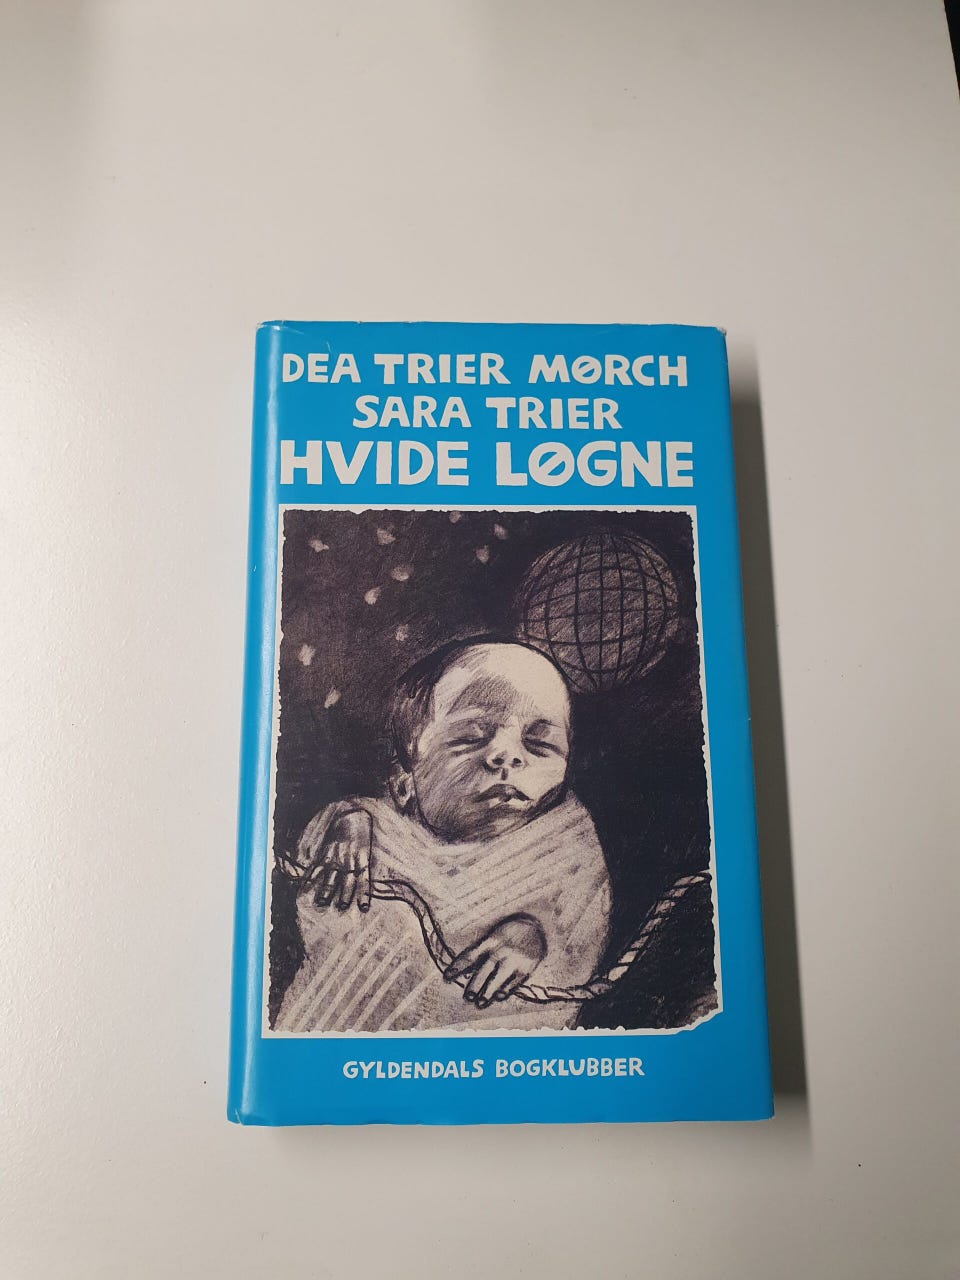 DEA TRIER MØRCH
SARA TRIER
HVIDE LØGNE
GYLDENDALS BOGKLUBBER